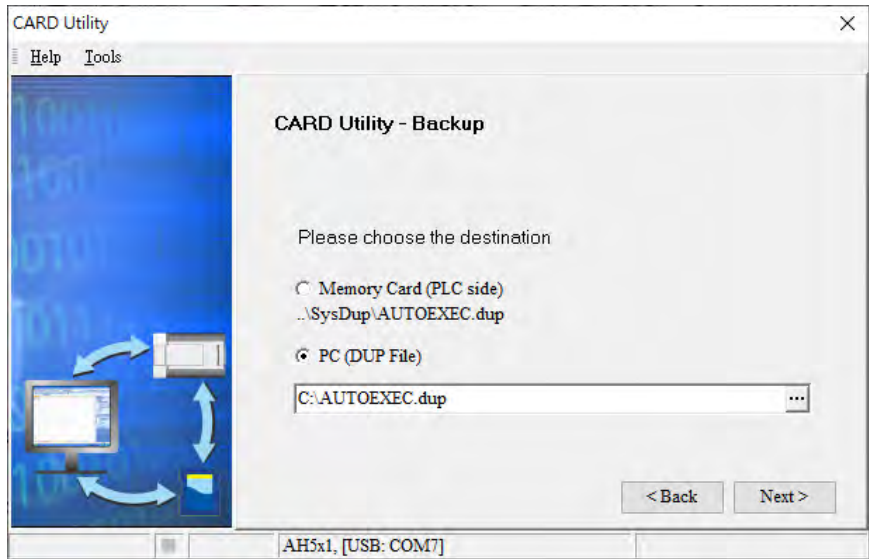 CARD Utility
Help Tools
CARD Utility - Backup
Please choose the destination
Memory Card (PLC side)
..\SysDup\AUTOEXEC.dup
PC (DUP File)
C:\AUTOEXEC.dup
...
< Back Next >
AH5x1, [USB: COM7]